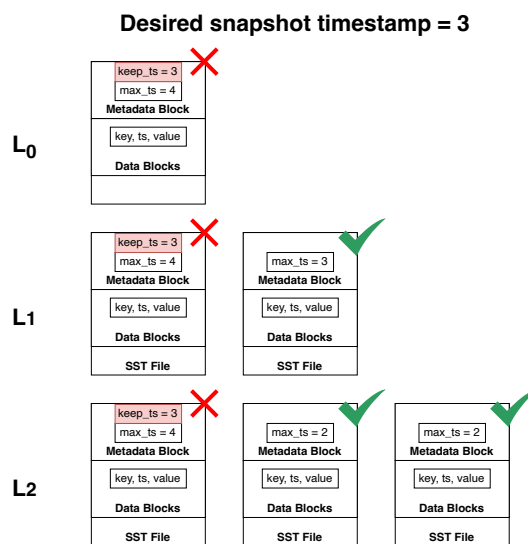 Desired snapshot timestamp = 3
L0
keep_ts = 3
max_ts = 4
Metadata Block
key, ts, value
Data Blocks
L1
keep_ts = 3
max_ts = 4
Metadata Block
key, ts, value
Data Blocks
SST File
max_ts = 3
Metadata Block
key, ts, value
Data Blocks
SST File
L2
keep_ts = 3
max_ts = 4
Metadata Block
key, ts, value
Data Blocks
SST File
max_ts = 2
Metadata Block
key, ts, value
Data Blocks
SST File
max_ts = 2
Metadata Block
key, ts, value
Data Blocks
SST File